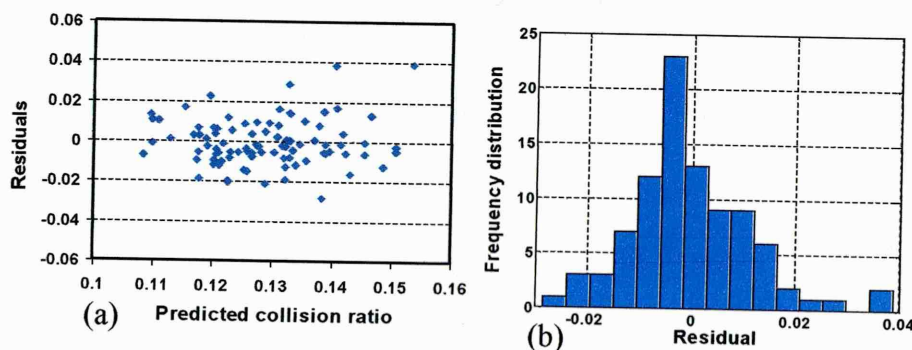 0.06
0.04
0.02
0
-0.02
-0.04
-0.06
Residuals
0.1 0.11 0.12 0.13 0.14 0.15 0.16
(a) Predicted collision ratio
25
20
15
10
5
0
Frequency distribution
-0.02 0 0.02 0.04
(b) Residual